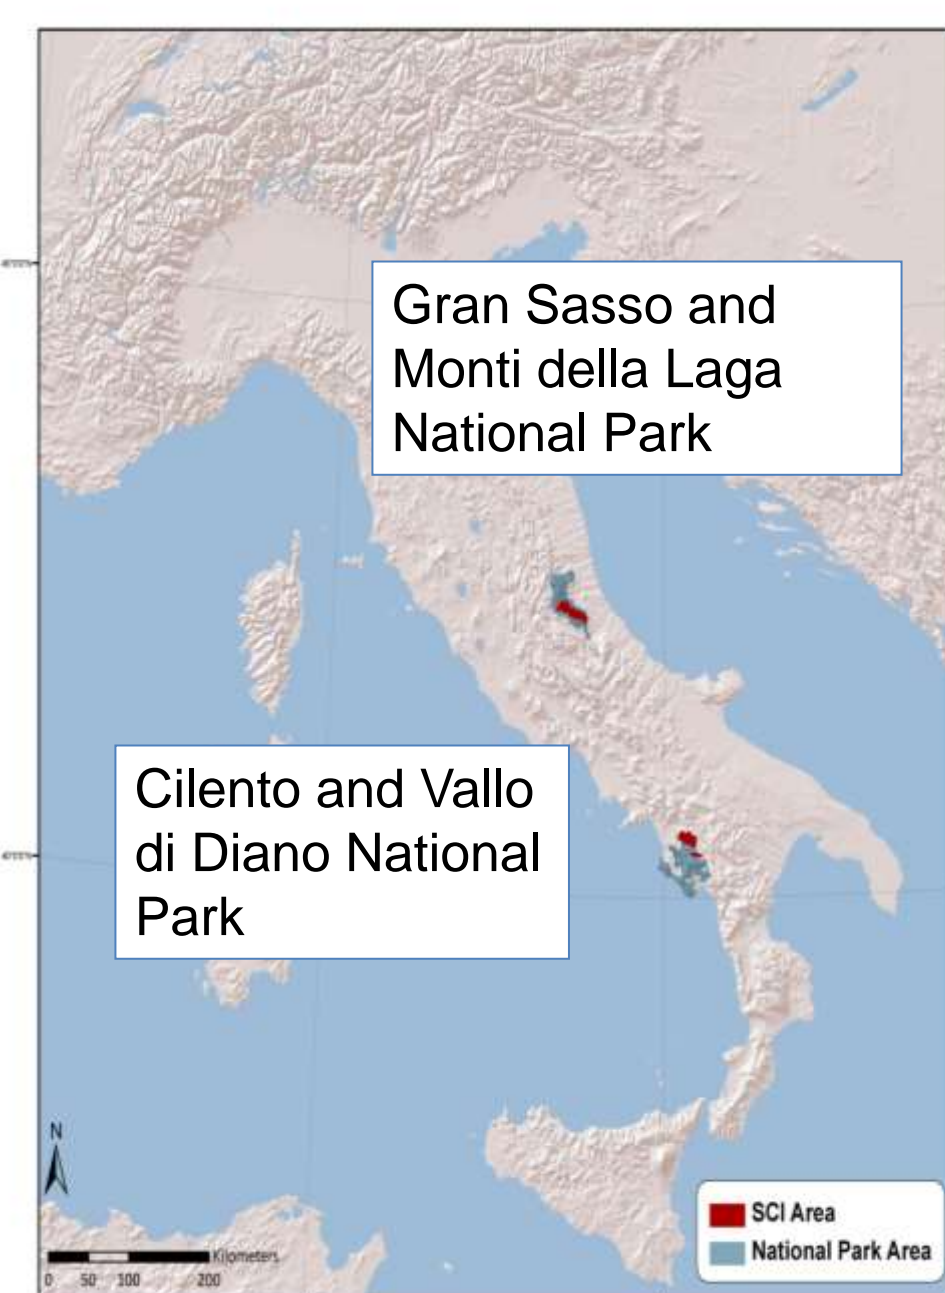 Gran Sasso and
Monti della Laga
National Park
Cilento and Vallo
di Diano National
Park
N
Kilometers
0 50 100 200
SCI Area
National Park Area